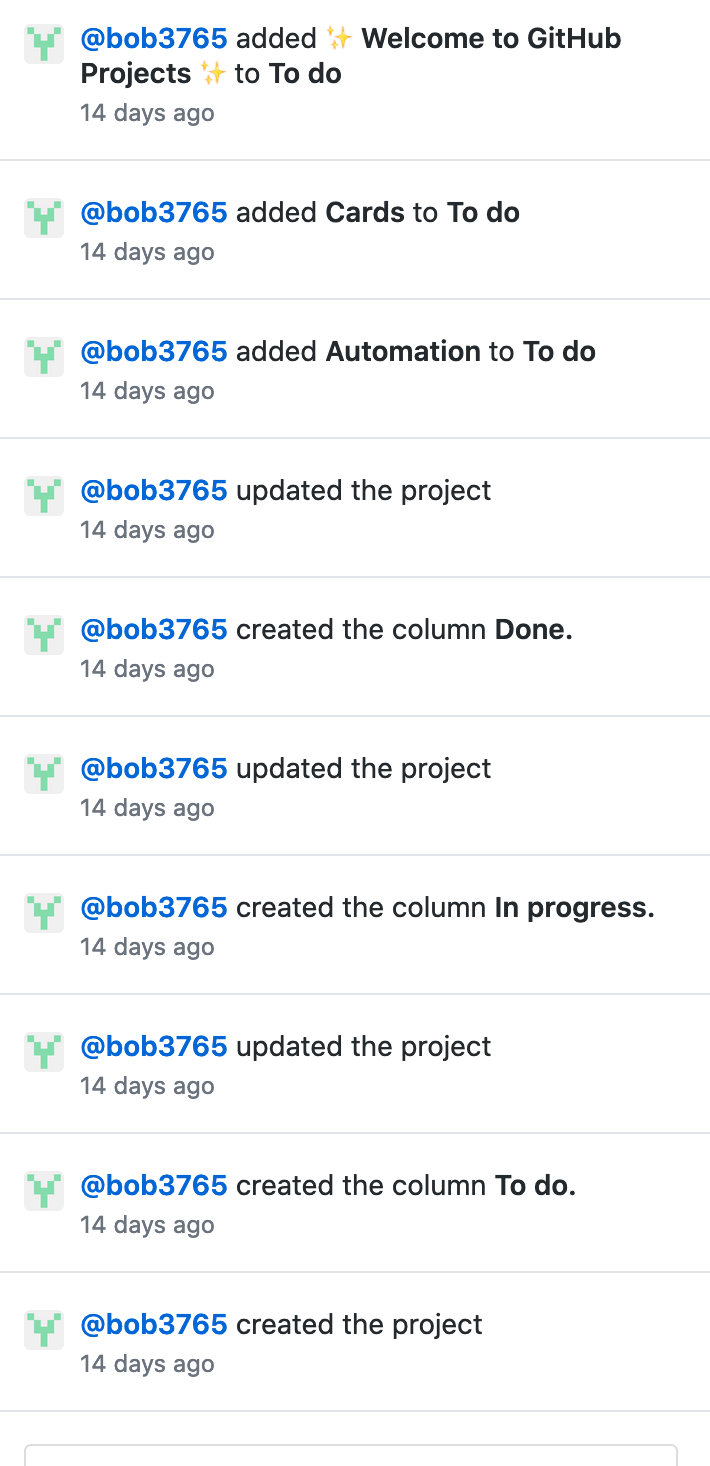 @bob3765 added ✨ Welcome to GitHub
Projects ✨ to To do
14 days ago
@bob3765 added Cards to To do
14 days ago
@bob3765 added Automation to To do
14 days ago
@bob3765 updated the project
14 days ago
@bob3765 created the column Done.
14 days ago
@bob3765 updated the project
14 days ago
@bob3765 created the column In progress.
14 days ago
@bob3765 updated the project
14 days ago
@bob3765 created the column To do.
14 days ago
@bob3765 created the project
14 days ago